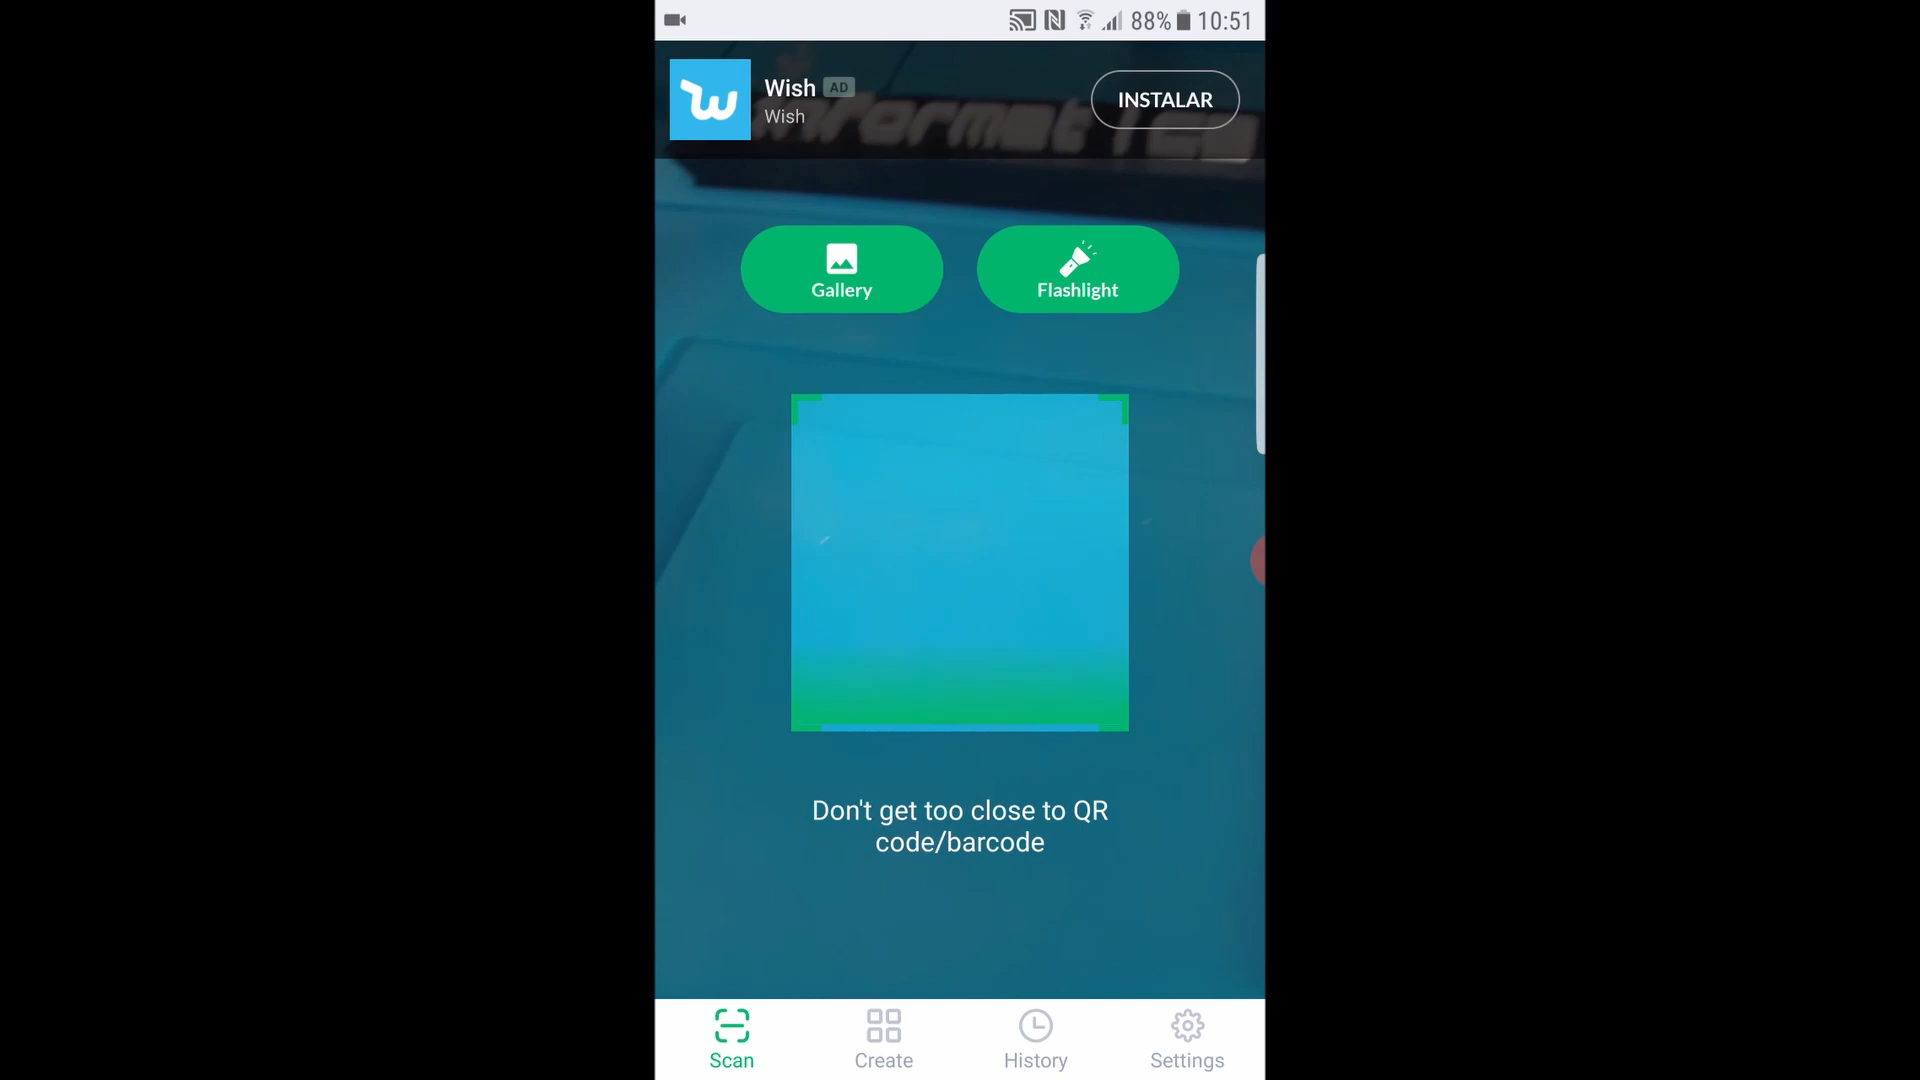 88% 10:51
Wish AD
Wish
INSTALAR
informatica
Gallery
Flashlight
Don't get too close to QR
code/barcode
Scan
Create
History
Settings